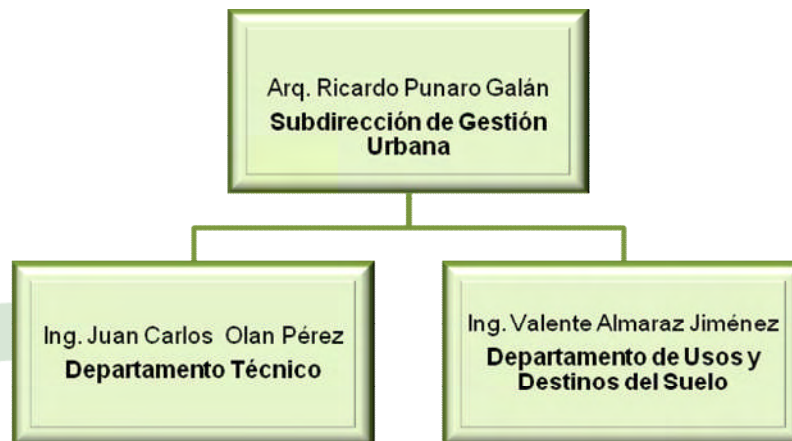 Arq. Ricardo Punaro Galán
Subdirección de Gestión
Urbana
Ing. Juan Carlos Olan Pérez
Departamento Técnico
Ing. Valente Almaraz Jiménez
Departamento de Usos y
Destinos del Suelo